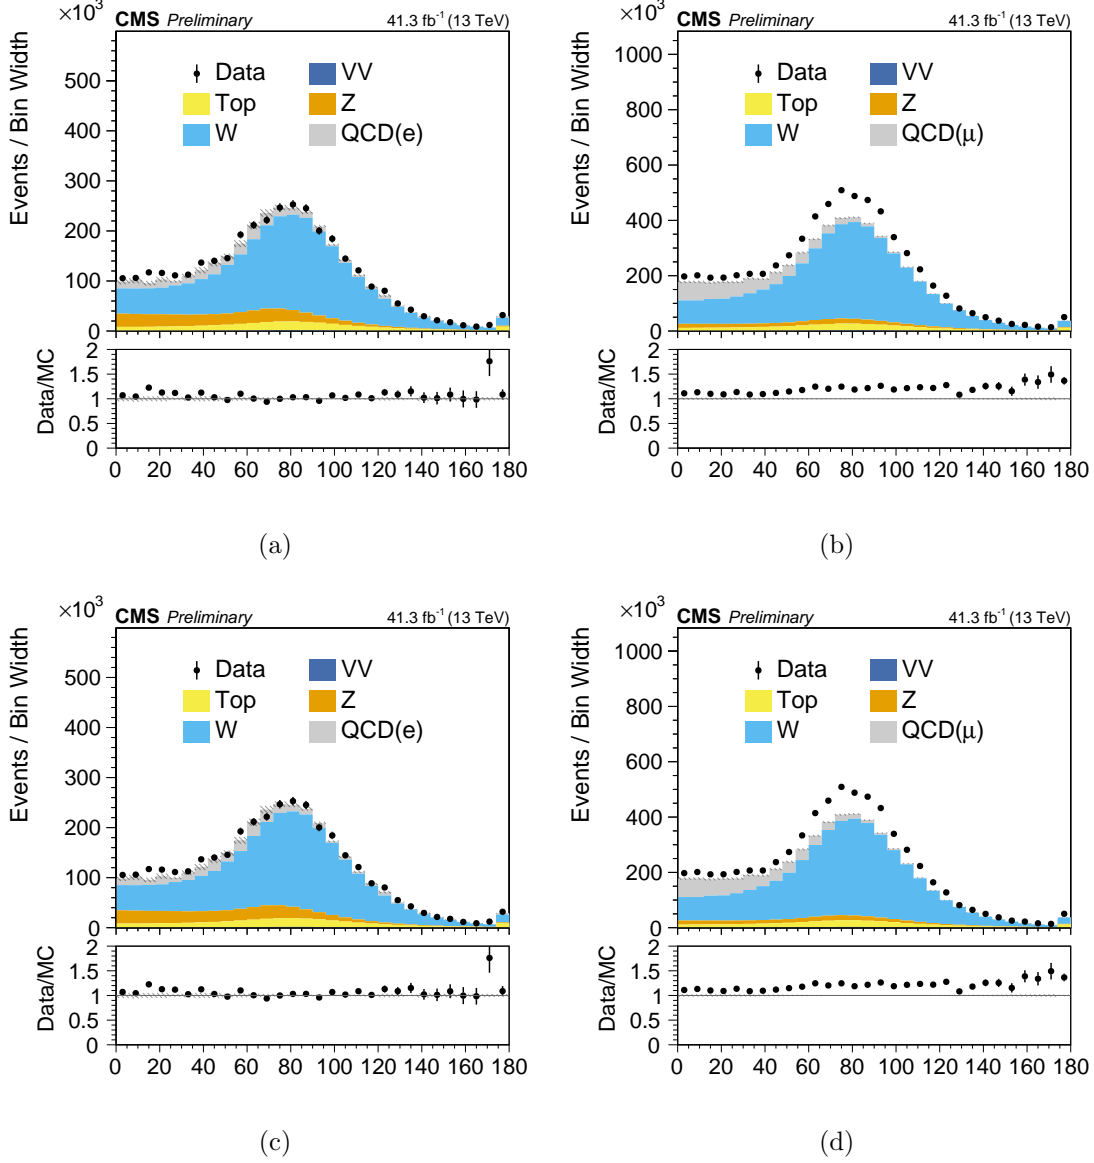 ×10³
CMS Preliminary 41.3 fb⁻¹ (13 TeV)
Events / Bin Width
500
400
300
200
100
0
Data
VV
Top
Z
W
QCD(e)
Data/MC
2
1.5
1
0.5
0
0 20 40 60 80 100 120 140 160 180
(a)
×10³
CMS Preliminary 41.3 fb⁻¹ (13 TeV)
Events / Bin Width
1000
800
600
400
200
0
Data
VV
Top
Z
W
QCD(μ)
Data/MC
2
1.5
1
0.5
0
0 20 40 60 80 100 120 140 160 180
(b)
×10³
CMS Preliminary 41.3 fb⁻¹ (13 TeV)
Events / Bin Width
500
400
300
200
100
0
Data
VV
Top
Z
W
QCD(e)
Data/MC
2
1.5
1
0.5
0
0 20 40 60 80 100 120 140 160 180
(c)
×10³
CMS Preliminary 41.3 fb⁻¹ (13 TeV)
Events / Bin Width
1000
800
600
400
200
0
Data
VV
Top
Z
W
QCD(μ)
Data/MC
2
1.5
1
0.5
0
0 20 40 60 80 100 120 140 160 180
(d)